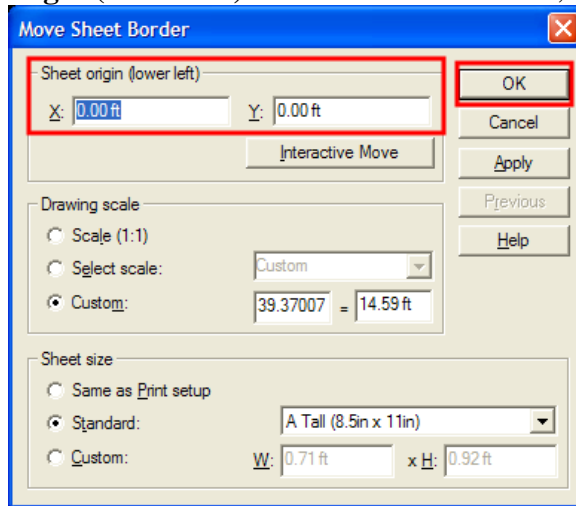 Move Sheet Border
Sheet origin (lower left)
X: 0.00 ft Y: 0.00 ft
Interactive Move
OK
Cancel
Apply
Previous
Help
Drawing scale
Scale (1:1)
Select scale: Custom
Custom: 39.37007 = 14.59 ft
Sheet size
Same as Print setup
Standard: A Tall (8.5in x 11in)
Custom: W: 0.71 ft x H: 0.92 ft